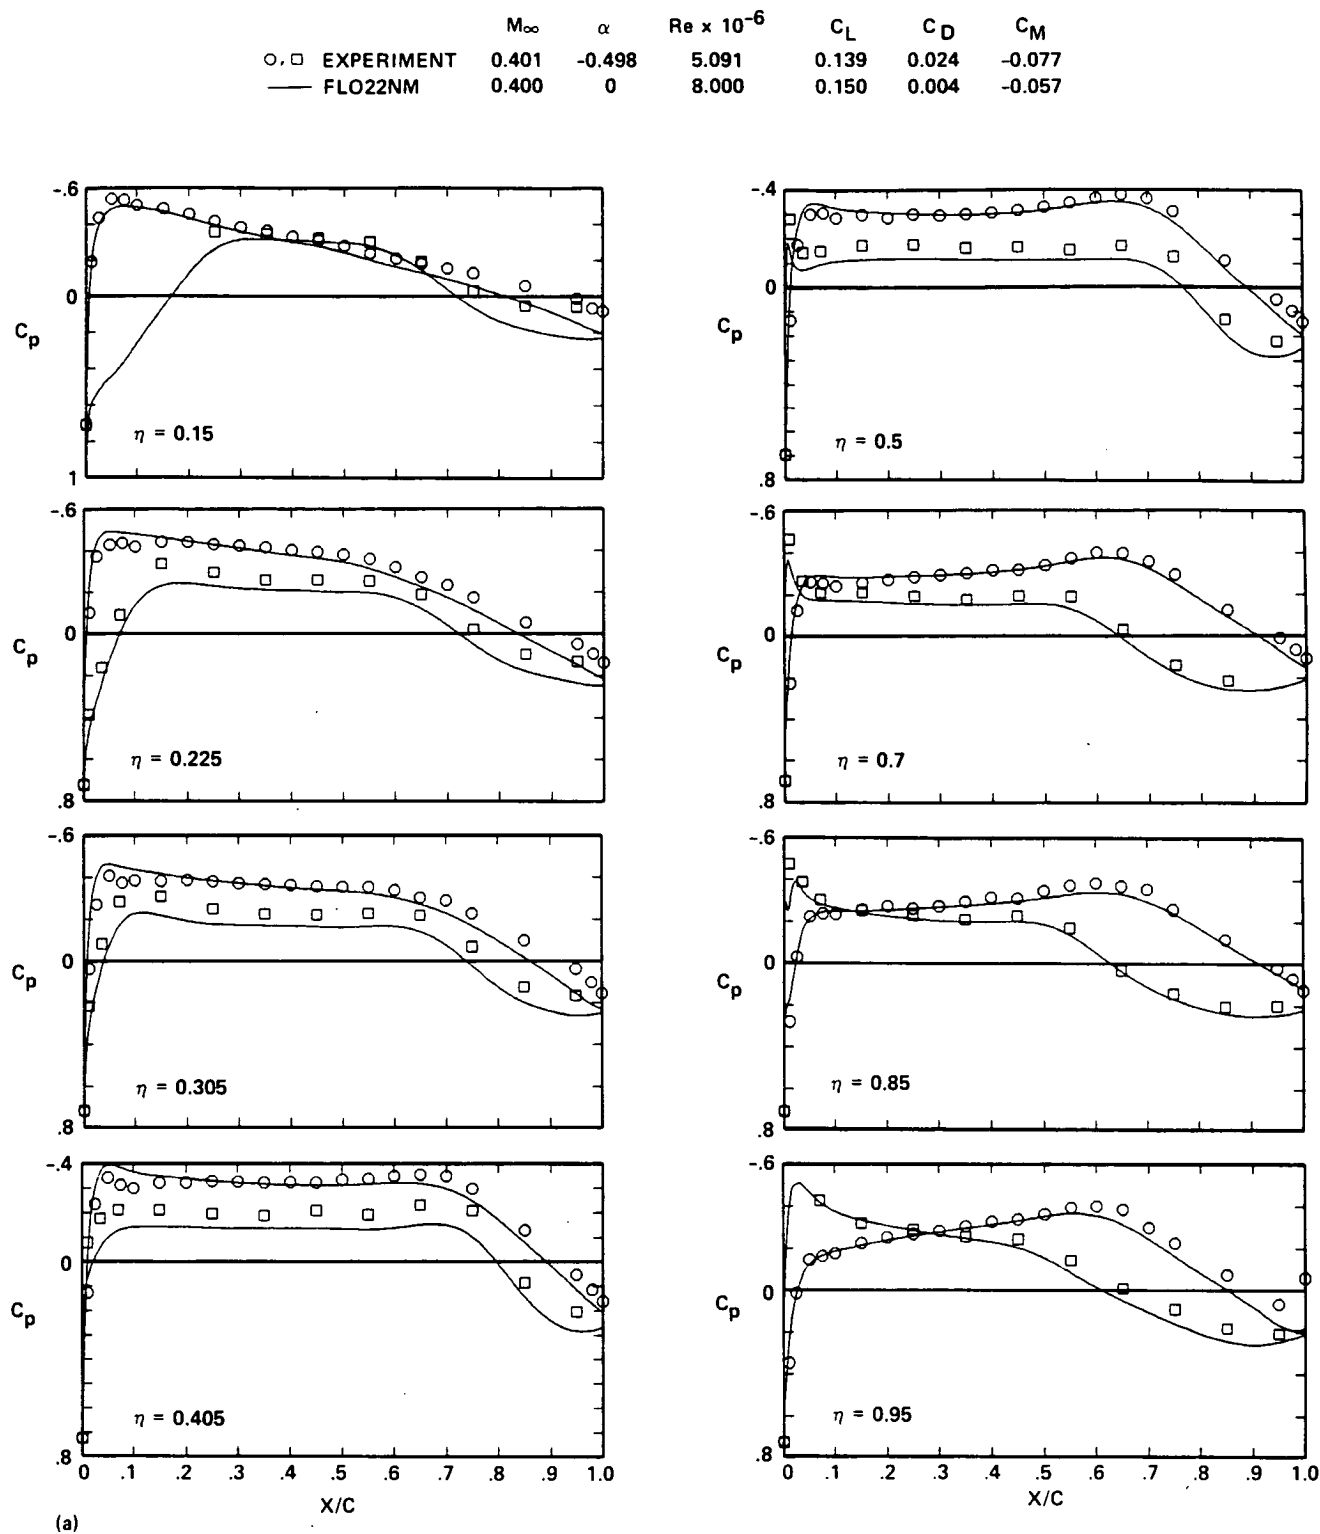 M∞ α Re x 10⁻⁶ C_L C_D C_M
○, □ EXPERIMENT 0.401 -0.498 5.091 0.139 0.024 -0.077
— FLO22NM 0.400 0 8.000 0.150 0.004 -0.057
-.6
0
C_p
η = 0.15
1
-.6
0
C_p
η = 0.225
.8
-.6
0
C_p
η = 0.305
.8
-.4
0
C_p
η = 0.405
.8
0 .1 .2 .3 .4 .5 .6 .7 .8 .9 1.0
X/C
(a)
-.4
0
C_p
η = 0.5
.8
-.6
0
C_p
η = 0.7
.8
-.6
0
C_p
η = 0.85
.8
-.6
0
C_p
η = 0.95
.8
0 .1 .2 .3 .4 .5 .6 .7 .8 .9 1.0
X/C